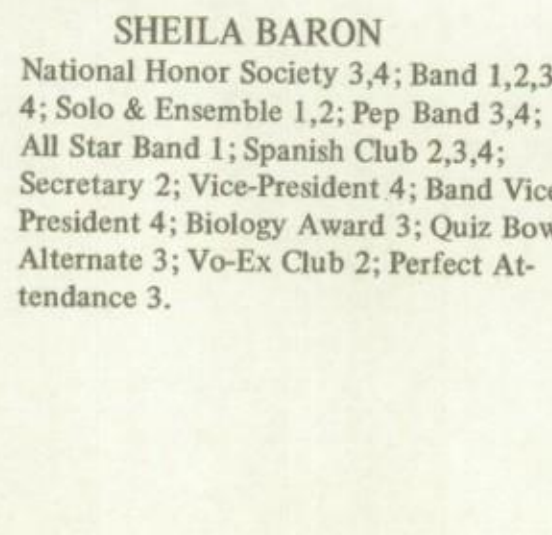 SHEILA BARON
National Honor Society 3,4; Band 1,2,3
4; Solo & Ensemble 1,2; Pep Band 3,4;
All Star Band 1; Spanish Club 2,3,4;
Secretary 2; Vice-President 4; Band Vice
President 4; Biology Award 3; Quiz Bow
Alternate 3; Vo-Ex Club 2; Perfect At-
tendance 3.